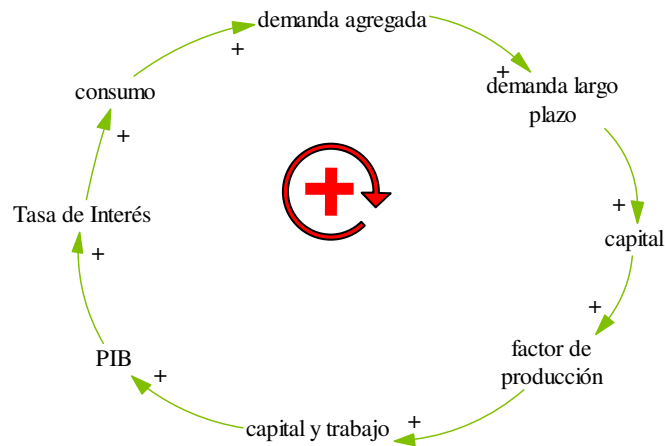 demanda agregada
+
+
demanda largo
plazo
+
capital
+
factor de
producción
+
capital y trabajo
+
PIB
+
Tasa de Interés
+
consumo
+